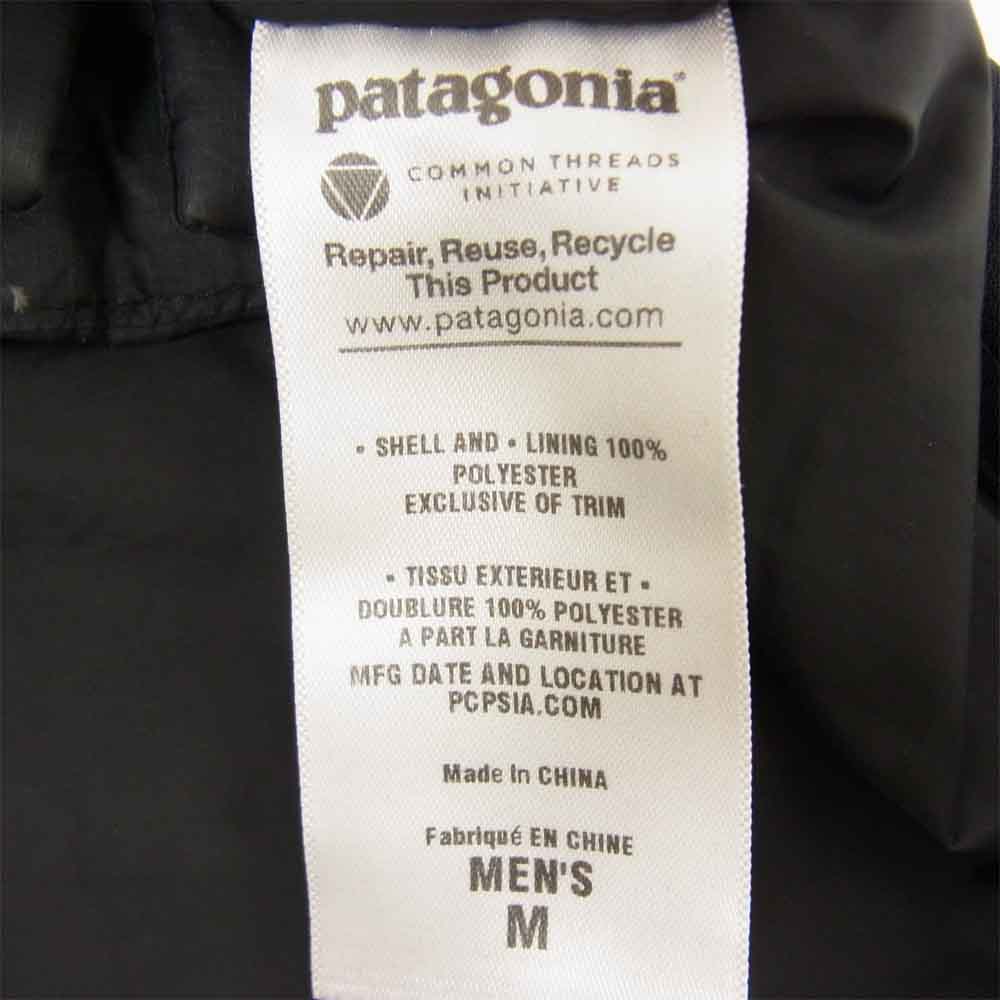 patagonia®
COMMON THREADS
INITIATIVE
Repair, Reuse, Recycle
This Product
www.patagonia.com
• SHELL AND • LINING 100%
POLYESTER
EXCLUSIVE OF TRIM
• TISSU EXTERIEUR ET •
DOUBLURE 100% POLYESTER
A PART LA GARNITURE
MFG DATE AND LOCATION AT
PCPSIA.COM
Made In CHINA
Fabriqué EN CHINE
MEN'S
M